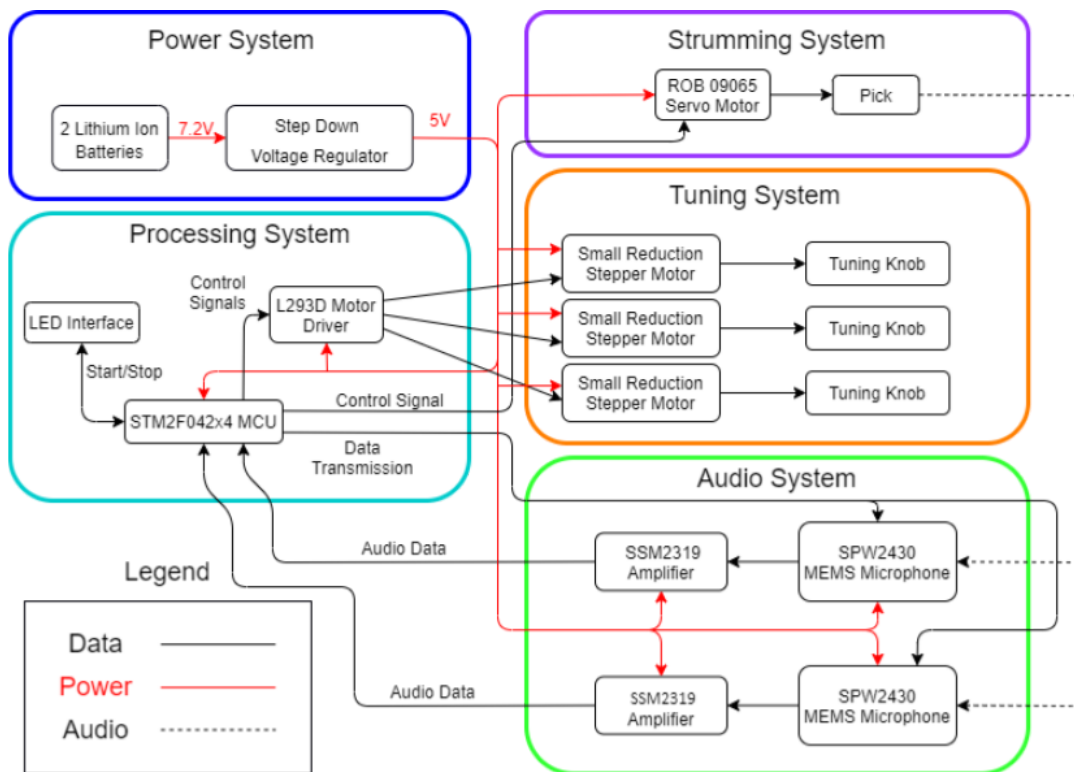 Power System
2 Lithium Ion
Batteries
7.2V
Step Down
Voltage Regulator
5V
Strumming System
ROB 09065
Servo Motor
Pick
Processing System
LED Interface
Start/Stop
Control
Signals
L293D Motor
Driver
STM2F042x4 MCU
Control Signal
Data
Transmission
Tuning System
Small Reduction
Stepper Motor
Tuning Knob
Small Reduction
Stepper Motor
Tuning Knob
Small Reduction
Stepper Motor
Tuning Knob
Audio System
Audio Data
SSM2319
Amplifier
SPW2430
MEMS Microphone
Audio Data
SSM2319
Amplifier
SPW2430
MEMS Microphone
Legend
Data
Power
Audio